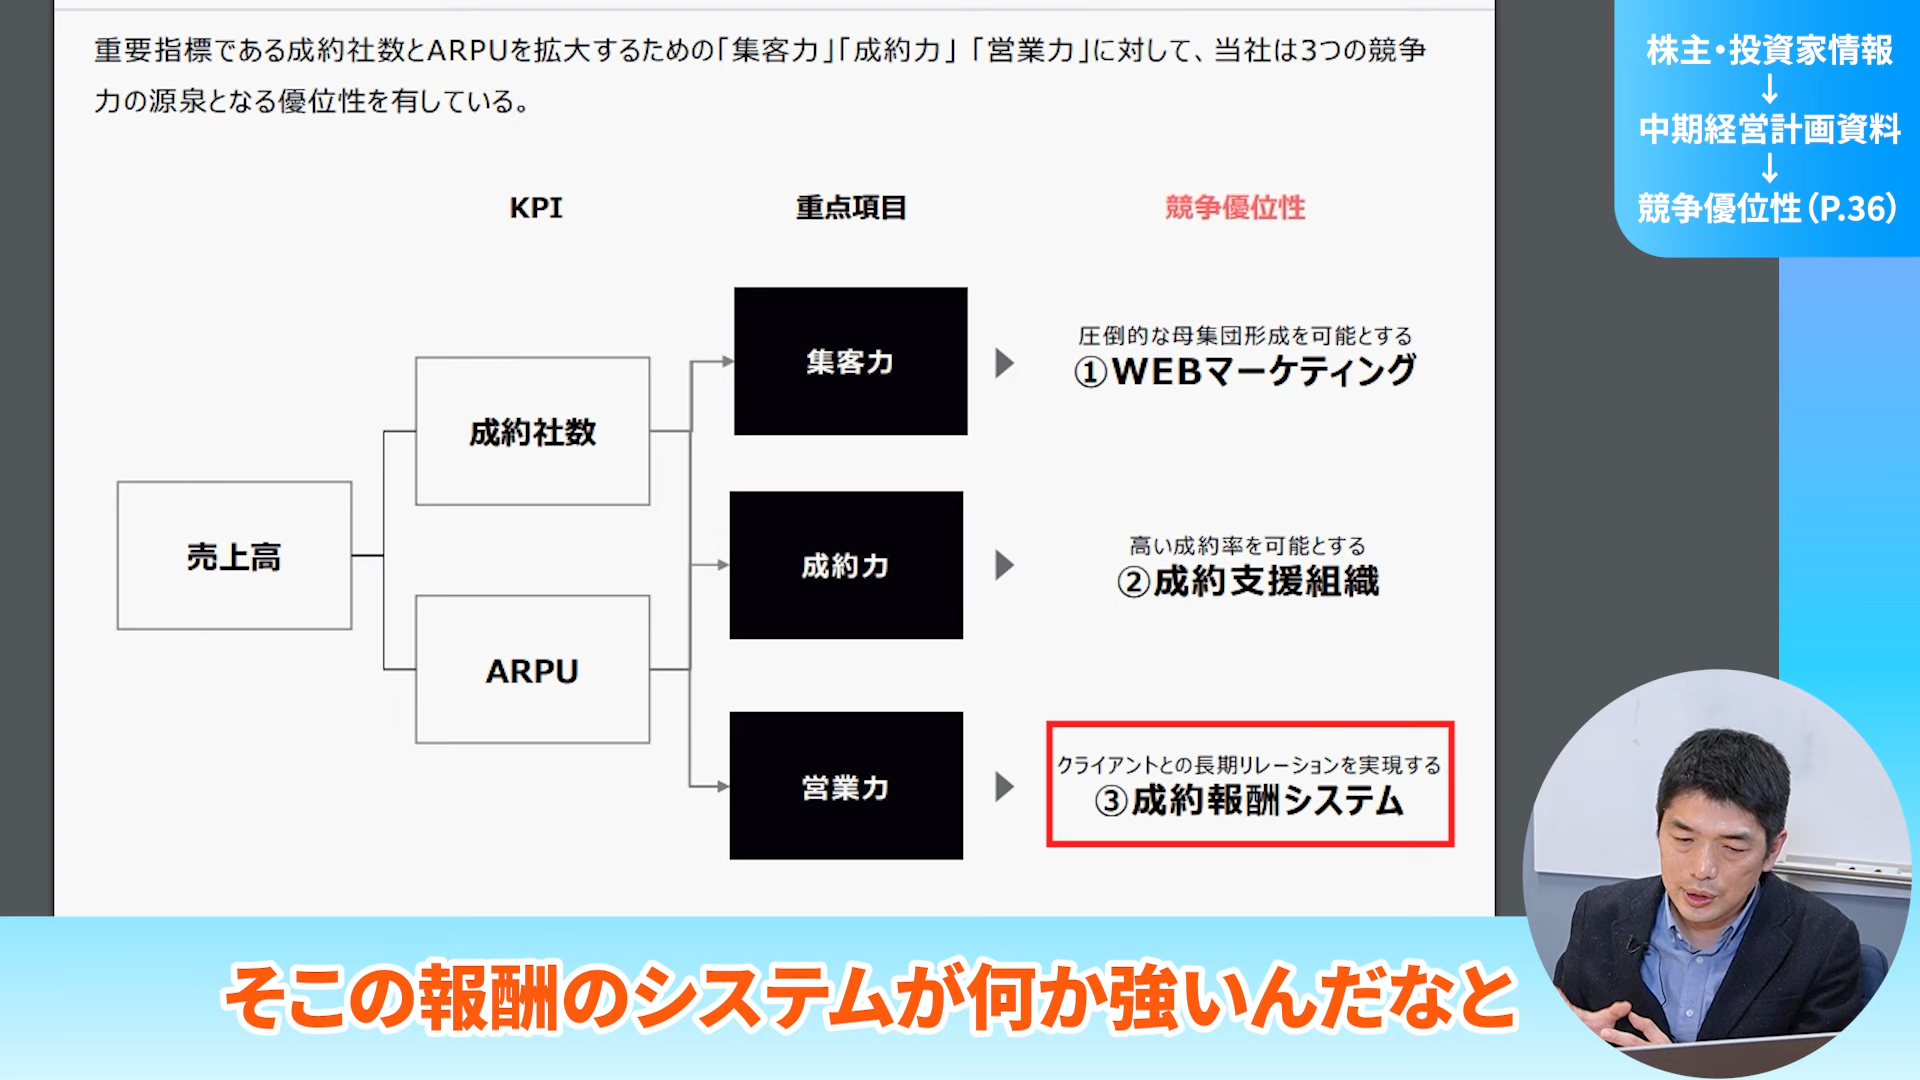 重要指標である成約社数とARPUを拡大するための「集客力」「成約力」「営業力」に対して、当社は3つの競争
力の源泉となる優位性を有している。
株主・投資家情報
↓
中期経営計画資料
↓
競争優位性（P.36）
KPI
重点項目
競争優位性
売上高
成約社数
ARPU
集客力
圧倒的な母集団形成を可能とする
①WEBマーケティング
成約力
高い成約率を可能とする
②成約支援組織
営業力
クライアントとの長期リレーションを実現する
③成約報酬システム
そこの報酬のシステムが何か強いんだなと